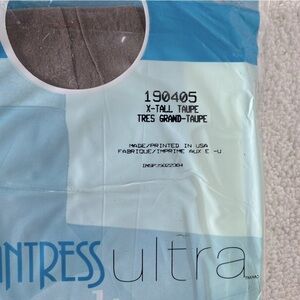 190405
X-TALL TAUPE
TRES GRAND-TAUPE
MADE/PRINTED IN USA
FABRIQUE/IMPRIME AUX E -U
NTRESS ultra